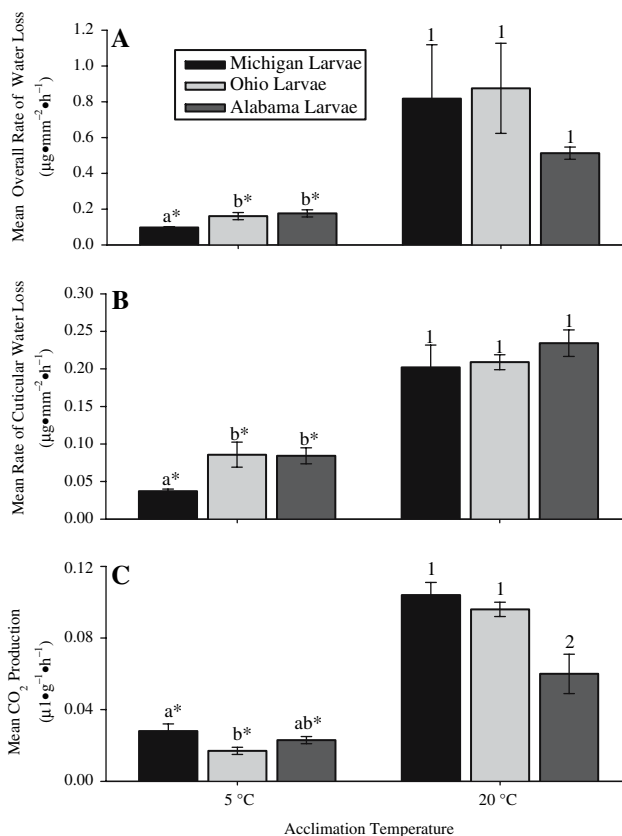 A
Mean Overall Rate of Water Loss
(μg•mm⁻²•h⁻¹)
1.2
1.0
0.8
0.6
0.4
0.2
0.0
Michigan Larvae
Ohio Larvae
Alabama Larvae
a*
b*
b*
1
1
1
B
Mean Rate of Cuticular Water Loss
(μg•mm⁻²•h⁻¹)
0.30
0.25
0.20
0.15
0.10
0.05
0.00
a*
b*
b*
1
1
1
C
Mean CO₂ Production
(μl•g⁻¹•h⁻¹)
0.12
0.08
0.04
0.00
a*
b*
ab*
1
1
2
5 °C
20 °C
Acclimation Temperature